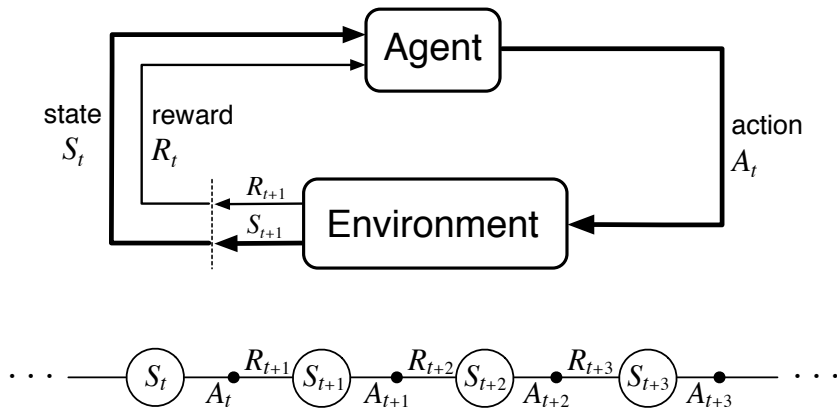 Agent
state
S_t
reward
R_t
action
A_t
R_{t+1}
S_{t+1}
Environment
· · · S_t A_t R_{t+1} S_{t+1} A_{t+1} R_{t+2} S_{t+2} A_{t+2} R_{t+3} S_{t+3} A_{t+3} · · ·